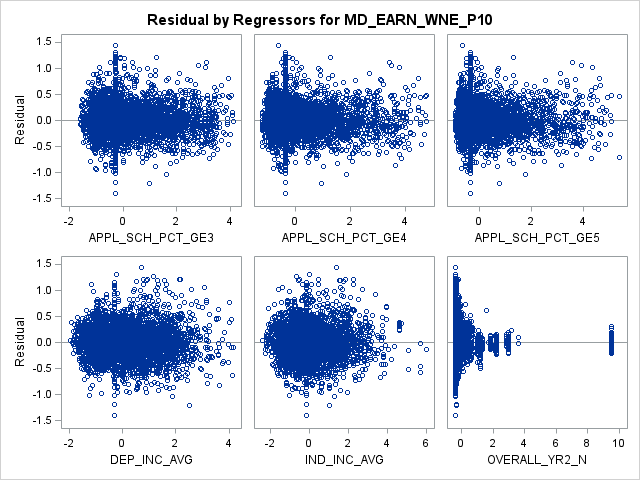 Residual by Regressors for MD_EARN_WNE_P10
Residual
1.5
1.0
0.5
0.0
-0.5
-1.0
-1.5
-2 0 2 4
APPL_SCH_PCT_GE3
0 2 4
APPL_SCH_PCT_GE4
0 2 4
APPL_SCH_PCT_GE5
Residual
1.5
1.0
0.5
0.0
-0.5
-1.0
-1.5
-2 0 2 4
DEP_INC_AVG
-2 0 2 4 6
IND_INC_AVG
0 2 4 6 8 10
OVERALL_YR2_N